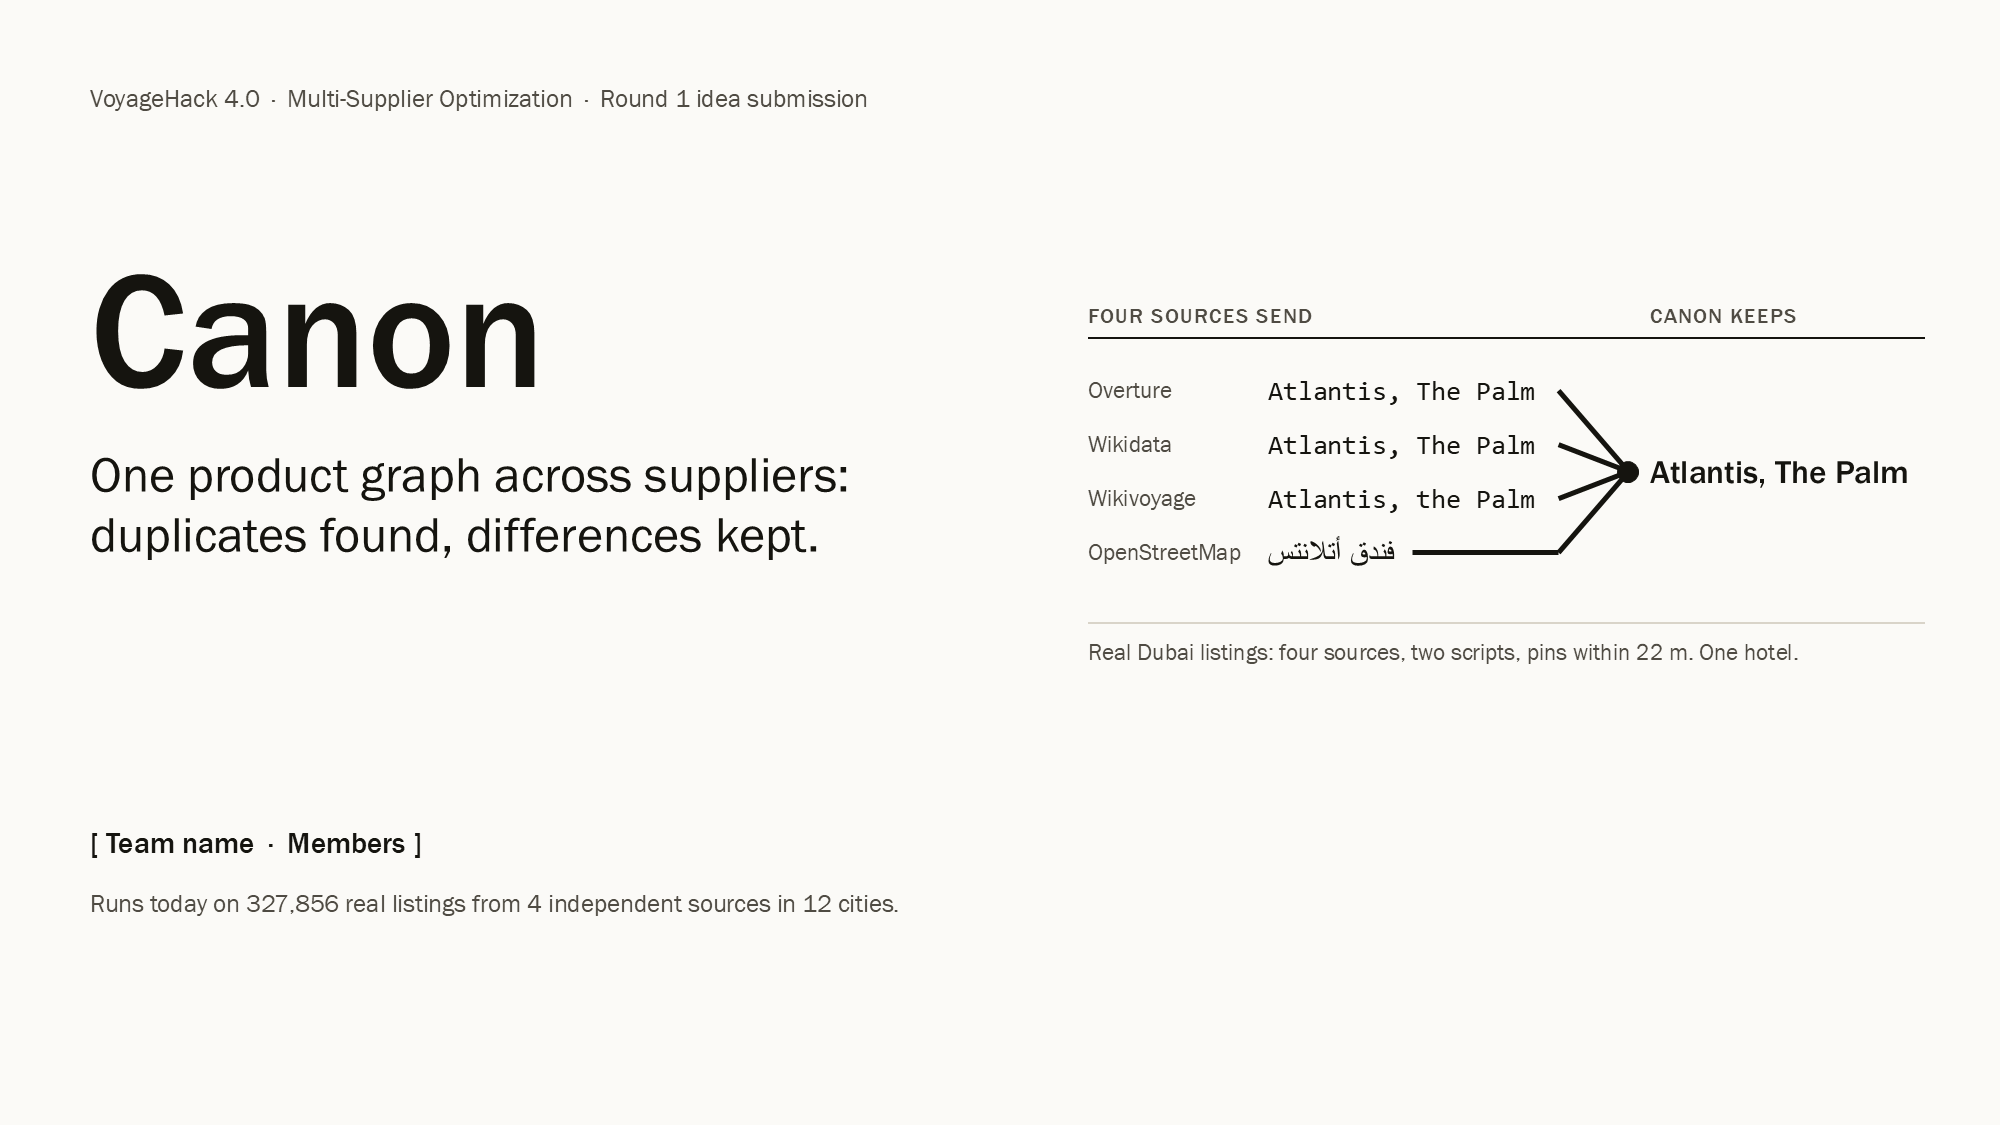 VoyageHack 4.0 · Multi-Supplier Optimization · Round 1 idea submission
Canon
One product graph across suppliers:
duplicates found, differences kept.
[ Team name · Members ]
Runs today on 327,856 real listings from 4 independent sources in 12 cities.
FOUR SOURCES SEND CANON KEEPS
Overture Atlantis, The Palm
Wikidata Atlantis, The Palm
Atlantis, The Palm
Wikivoyage Atlantis, the Palm
OpenStreetMap فندق أتلانتس
Real Dubai listings: four sources, two scripts, pins within 22 m. One hotel.